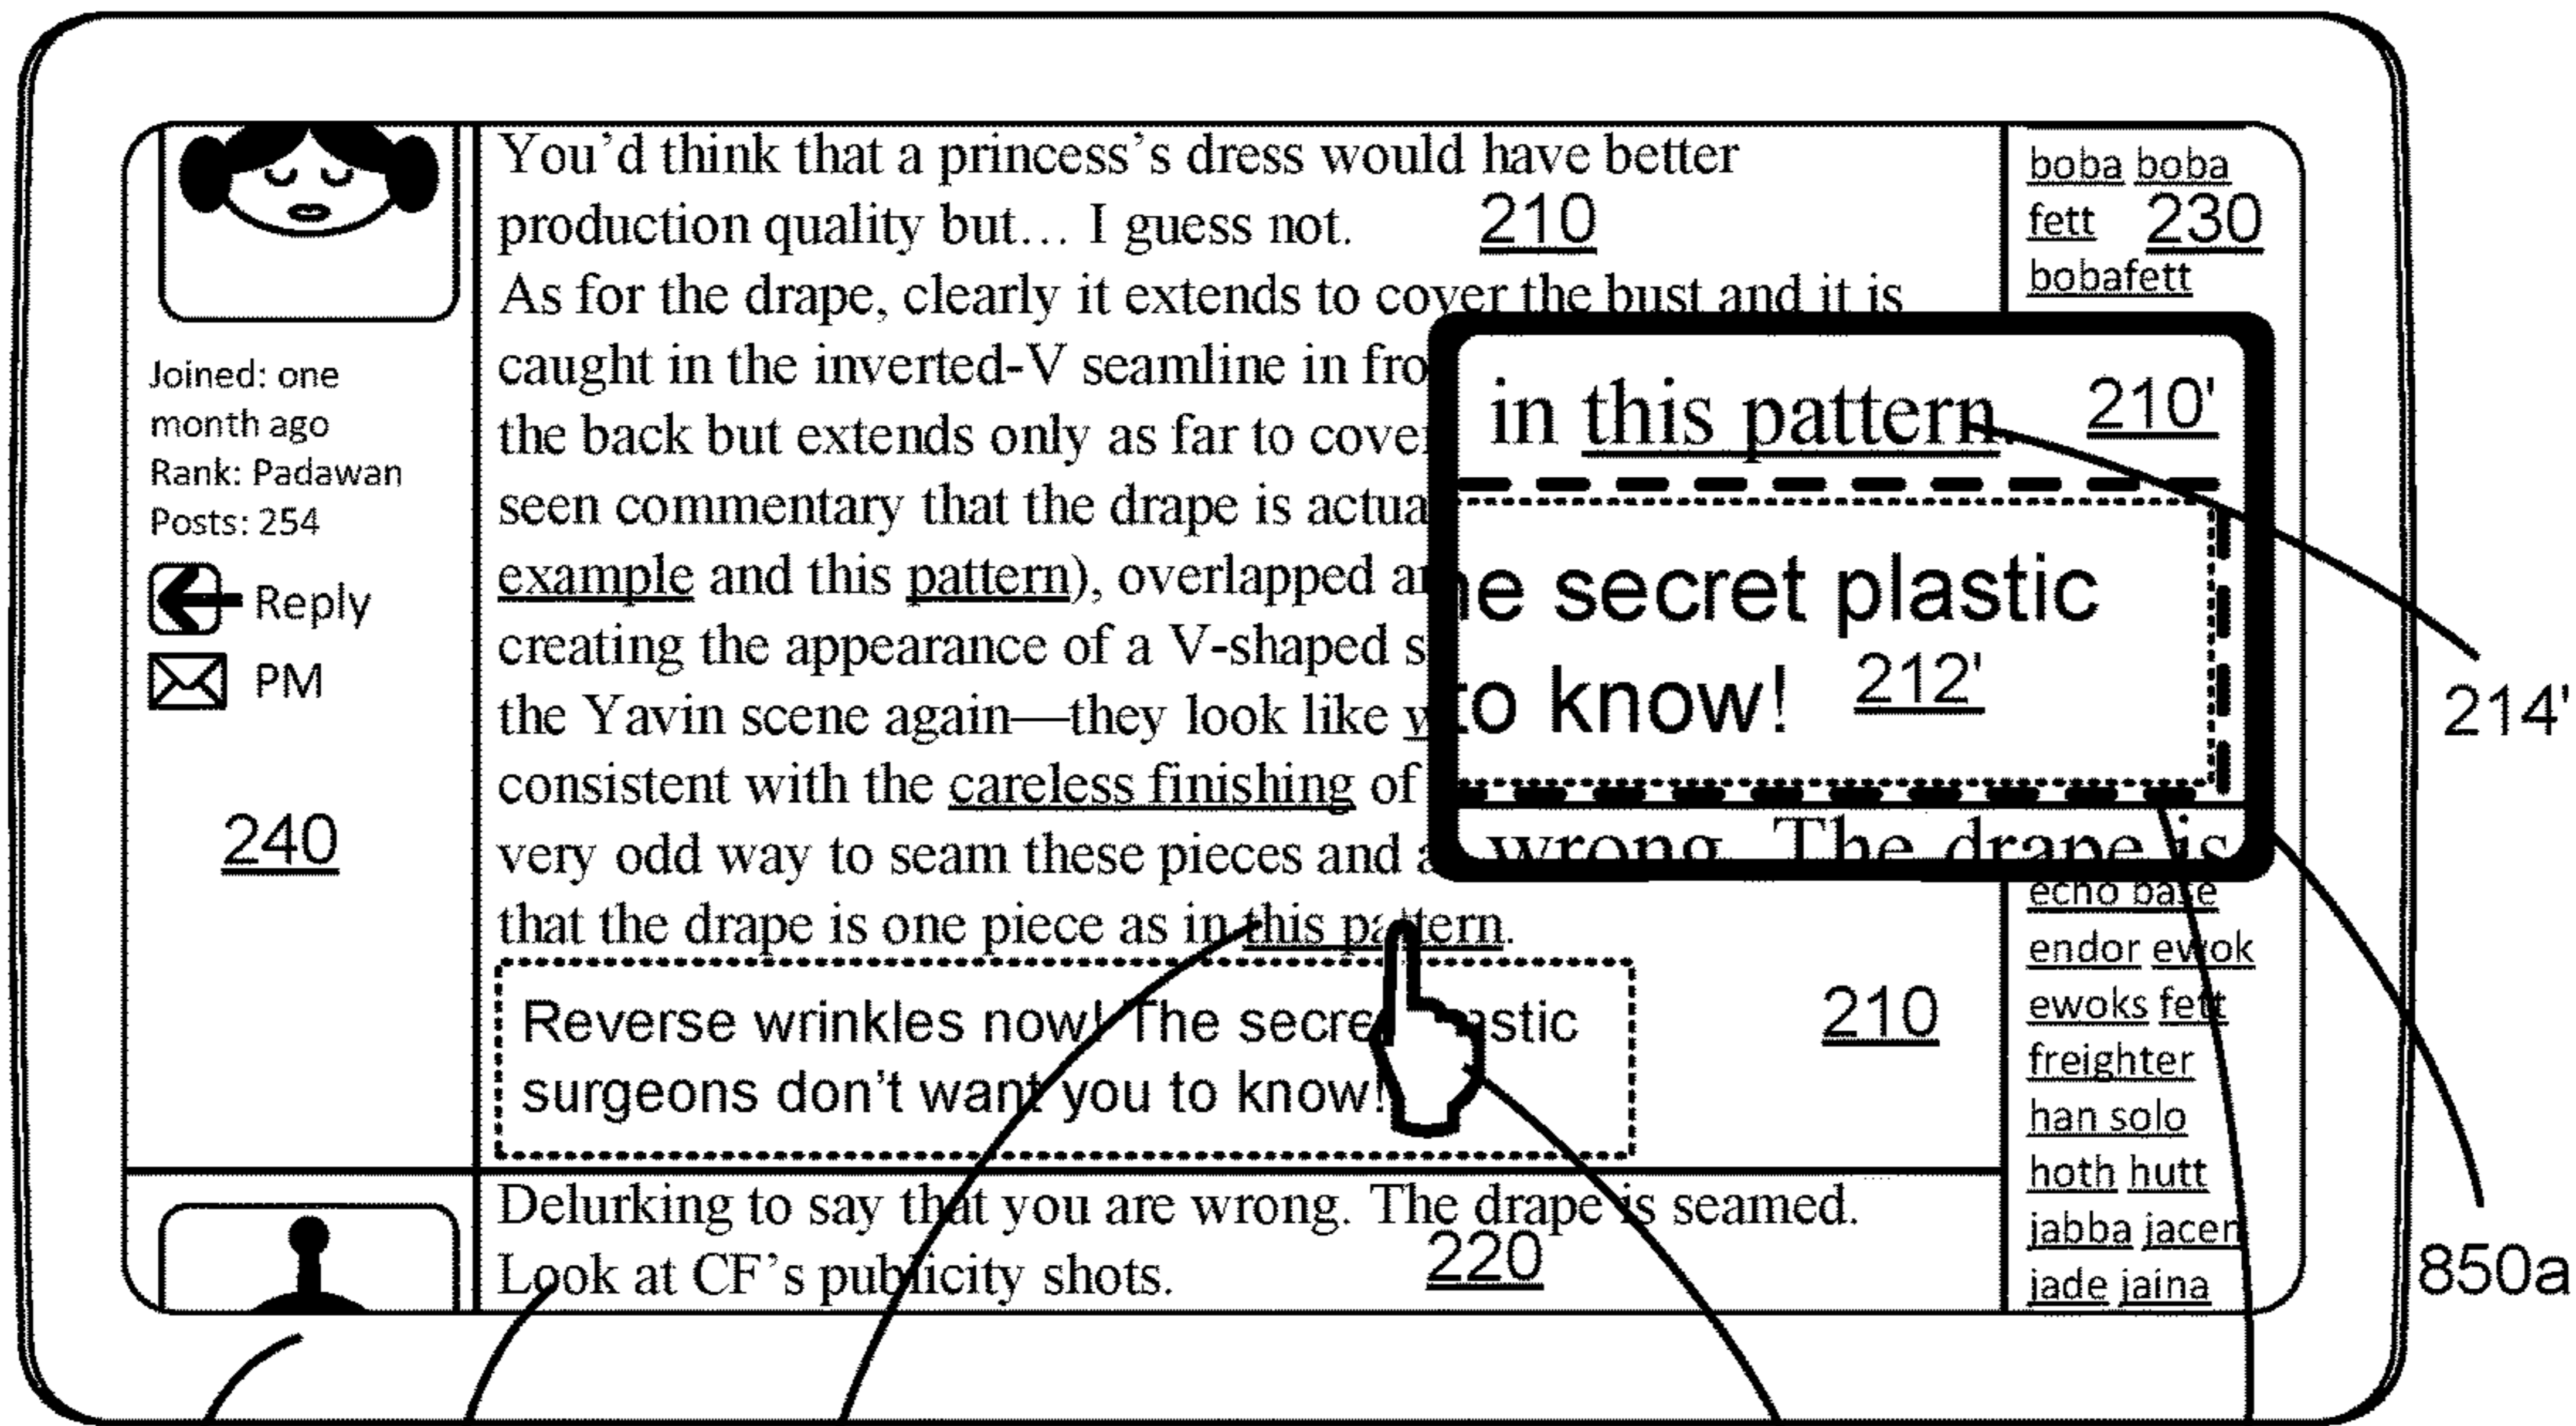 You’d think that a princess’s dress would have better
production quality but… I guess not.
210
As for the drape, clearly it extends to cover the bust and it is
caught in the inverted-V seamline in fro
the back but extends only as far to cove
seen commentary that the drape is actua
example and this pattern), overlapped a
creating the appearance of a V-shaped s
the Yavin scene again—they look like
consistent with the careless finishing of
very odd way to seam these pieces and a
that the drape is one piece as in this pattern.
Reverse wrinkles now! The secret plastic
surgeons don’t want you to know!
210
Delurking to say that you are wrong. The drape is seamed.
Look at CF’s publicity shots.
220
Joined: one
month ago
Rank: Padawan
Posts: 254
Reply
PM
240
in this pattern.
210'
he secret plastic
to know!
212'
wrong. The drape is
boba boba
fett
230
bobafett
echo base
endor ewok
ewoks fett
freighter
han solo
hoth hutt
jabba jacen
jade jaina
214'
850a